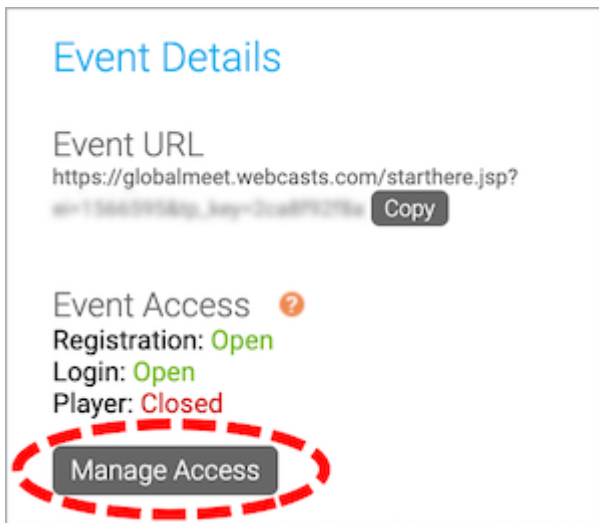 Event Details
Event URL
https://globalmeet.webcasts.com/starthere.jsp?
Copy
Event Access ?
Registration: Open
Login: Open
Player: Closed
Manage Access